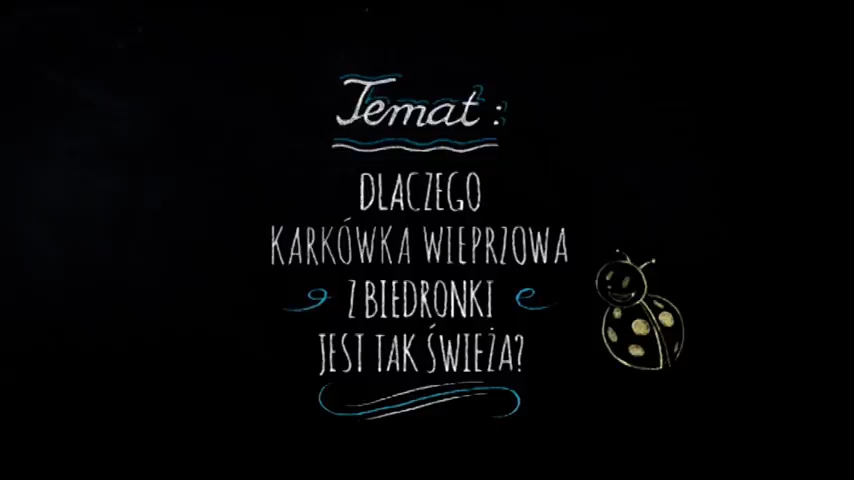 Temat:
DLACZEGO
KARKÓWKA WIEPRZOWA
Z BIEDRONKI
JEST TAK ŚWIEŻA?